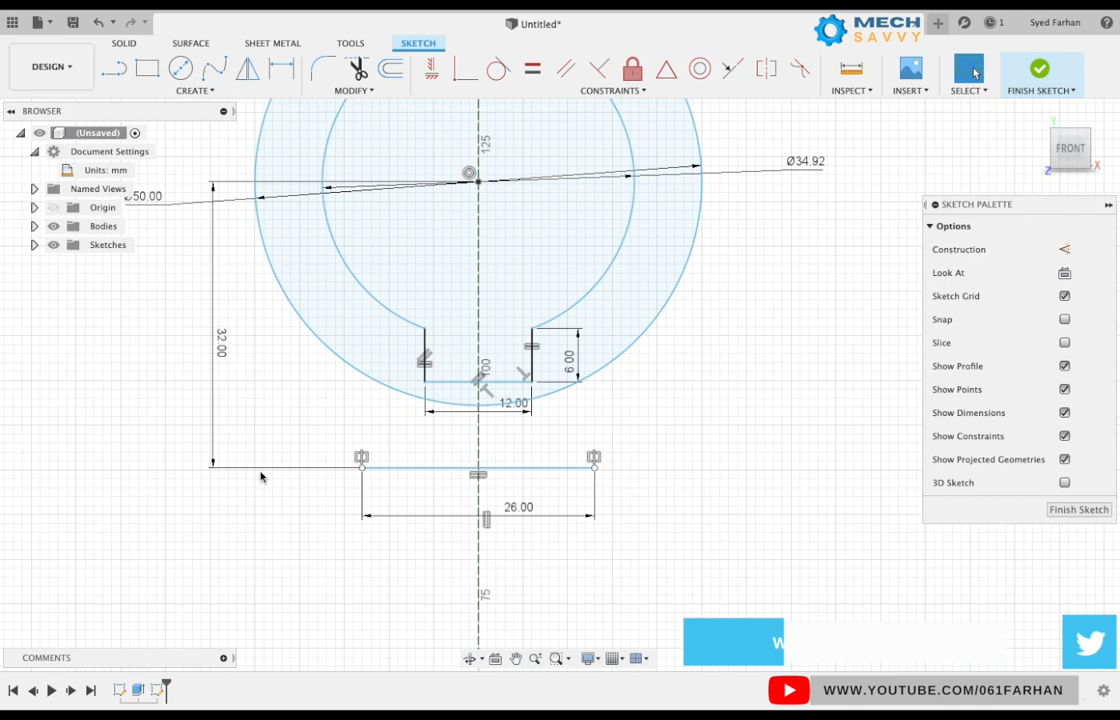 Untitled*
MECH
SAVVY
1
Syed Farhan
DESIGN
SOLID
SURFACE
SHEET METAL
TOOLS
SKETCH
CREATE
MODIFY
CONSTRAINTS
INSPECT
INSERT
SELECT
FINISH SKETCH
BROWSER
(Unsaved)
Document Settings
Units: mm
Named Views
Origin
Bodies
Sketches
125
Ø34.92
50.00
32.00
6.00
100
12.00
26.00
75
Y
FRONT
X
Z
SKETCH PALETTE
Options
Construction
Look At
Sketch Grid
Snap
Slice
Show Profile
Show Points
Show Dimensions
Show Constraints
Show Projected Geometries
3D Sketch
Finish Sketch
W
COMMENTS
WWW.YOUTUBE.COM/061FARHAN